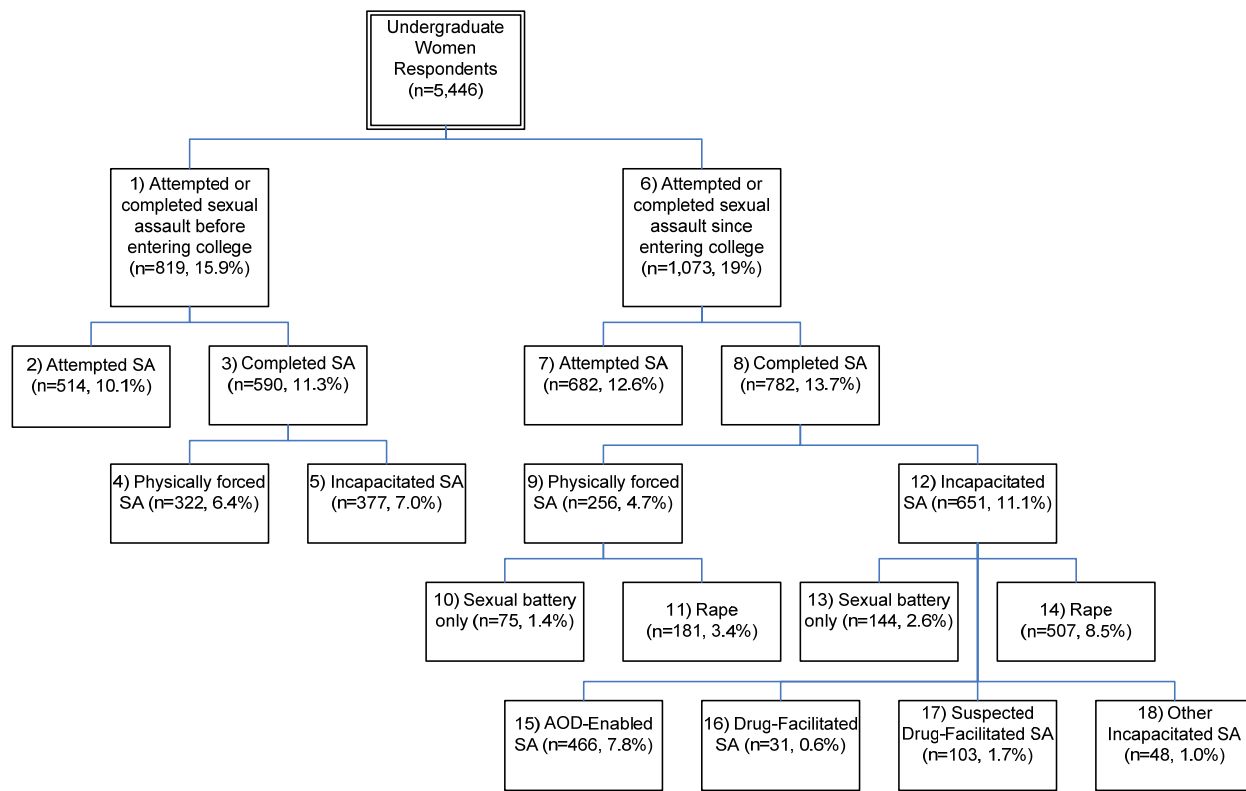 Undergraduate
Women
Respondents
(n=5,446)
1) Attempted or
completed sexual
assault before
entering college
(n=819, 15.9%)
6) Attempted or
completed sexual
assault since
entering college
(n=1,073, 19%)
2) Attempted SA
(n=514, 10.1%)
3) Completed SA
(n=590, 11.3%)
7) Attempted SA
(n=682, 12.6%)
8) Completed SA
(n=782, 13.7%)
4) Physically forced
SA (n=322, 6.4%)
5) Incapacitated SA
(n=377, 7.0%)
9) Physically forced
SA (n=256, 4.7%)
12) Incapacitated
SA (n=651, 11.1%)
10) Sexual battery
only (n=75, 1.4%)
11) Rape
(n=181, 3.4%)
13) Sexual battery
only (n=144, 2.6%)
14) Rape
(n=507, 8.5%)
15) AOD-Enabled
SA (n=466, 7.8%)
16) Drug-Facilitated
SA (n=31, 0.6%)
17) Suspected
Drug-Facilitated SA
(n=103, 1.7%)
18) Other
Incapacitated SA
(n=48, 1.0%)